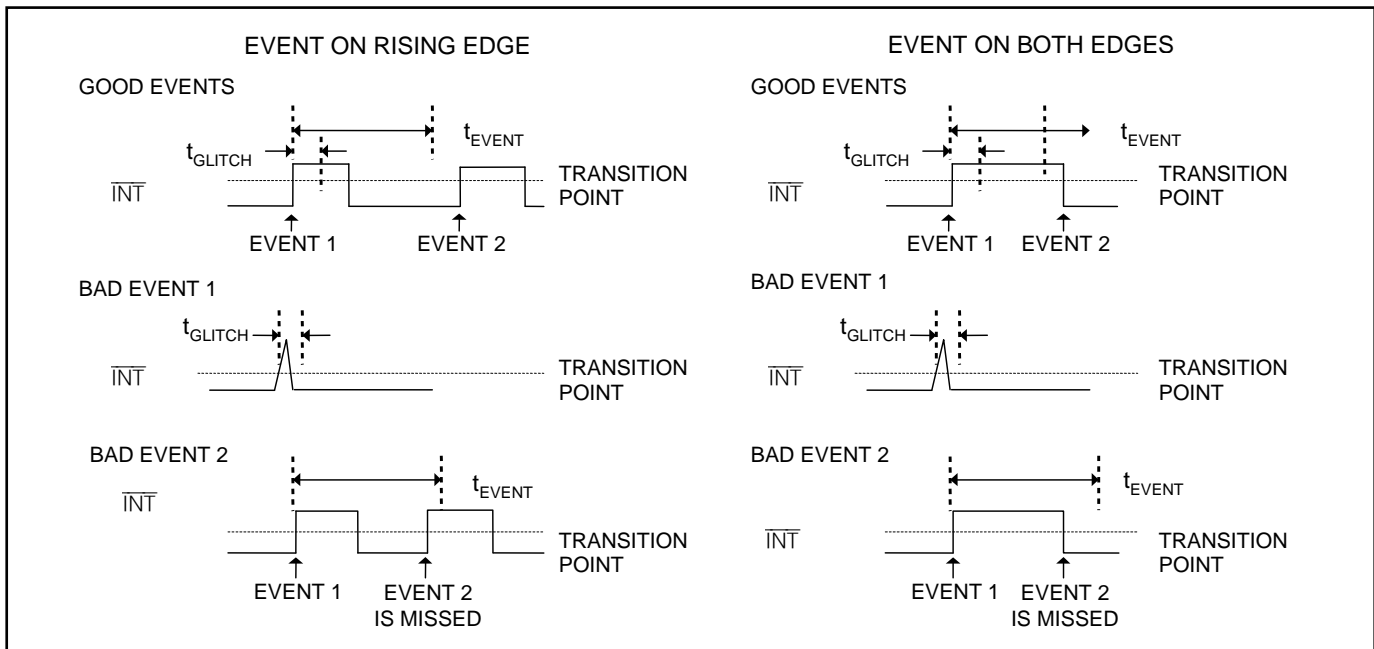 EVENT ON RISING EDGE
GOOD EVENTS
tEVENT
tGLITCH
INT
TRANSITION
POINT
EVENT 1
EVENT 2
BAD EVENT 1
tGLITCH
INT
TRANSITION
POINT
BAD EVENT 2
INT
tEVENT
TRANSITION
POINT
EVENT 1
EVENT 2
IS MISSED
EVENT ON BOTH EDGES
GOOD EVENTS
tEVENT
tGLITCH
INT
TRANSITION
POINT
EVENT 1
EVENT 2
BAD EVENT 1
tGLITCH
INT
TRANSITION
POINT
BAD EVENT 2
tEVENT
INT
TRANSITION
POINT
EVENT 1
EVENT 2
IS MISSED